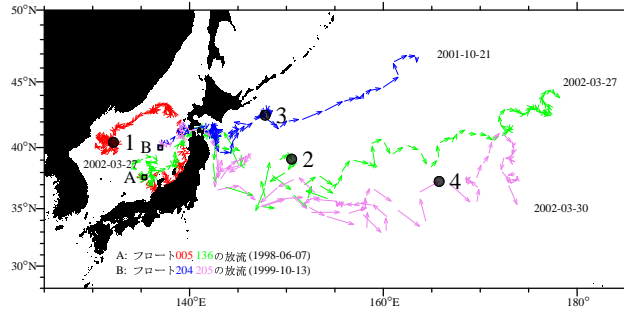 50°N
2001-10-21
45°N
2002-03-27
3
1
40°N
B
2
2002-03-27
A
4
35°N
2002-03-30
A: フロート005 136の放流 (1998-06-07)
B: フロート204 205の放流 (1999-10-13)
30°N
140°E
160°E
180°